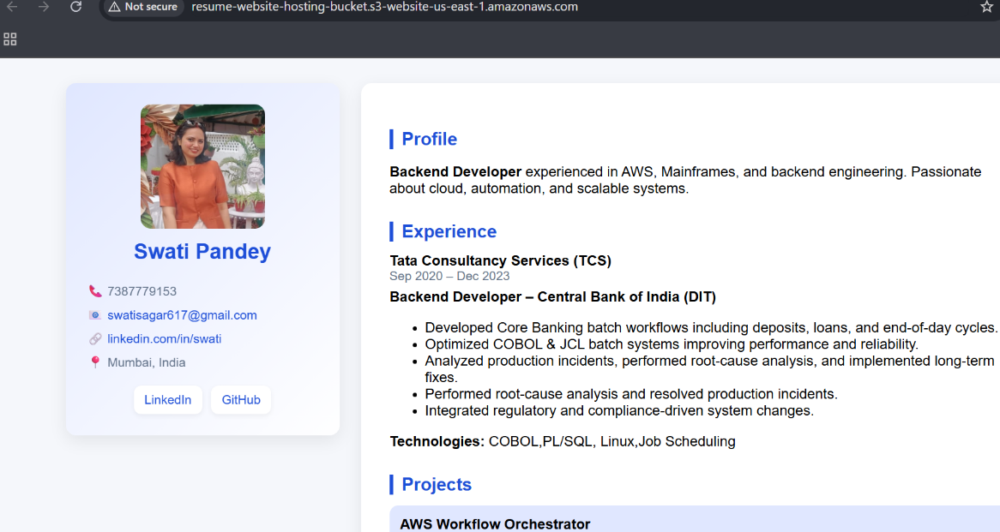 Not secure
resume-website-hosting-bucket.s3-website-us-east-1.amazonaws.com
Swati Pandey
7387779153
swatisagar617@gmail.com
linkedin.com/in/swati
Mumbai, India
LinkedIn
GitHub
Profile
Backend Developer experienced in AWS, Mainframes, and backend engineering. Passionate
about cloud, automation, and scalable systems.
Experience
Tata Consultancy Services (TCS)
Sep 2020 – Dec 2023
Backend Developer – Central Bank of India (DIT)
Developed Core Banking batch workflows including deposits, loans, and end-of-day cycles.
Optimized COBOL & JCL batch systems improving performance and reliability.
Analyzed production incidents, performed root-cause analysis, and implemented long-term
fixes.
Performed root-cause analysis and resolved production incidents.
Integrated regulatory and compliance-driven system changes.
Technologies: COBOL,PL/SQL, Linux,Job Scheduling
Projects
AWS Workflow Orchestrator